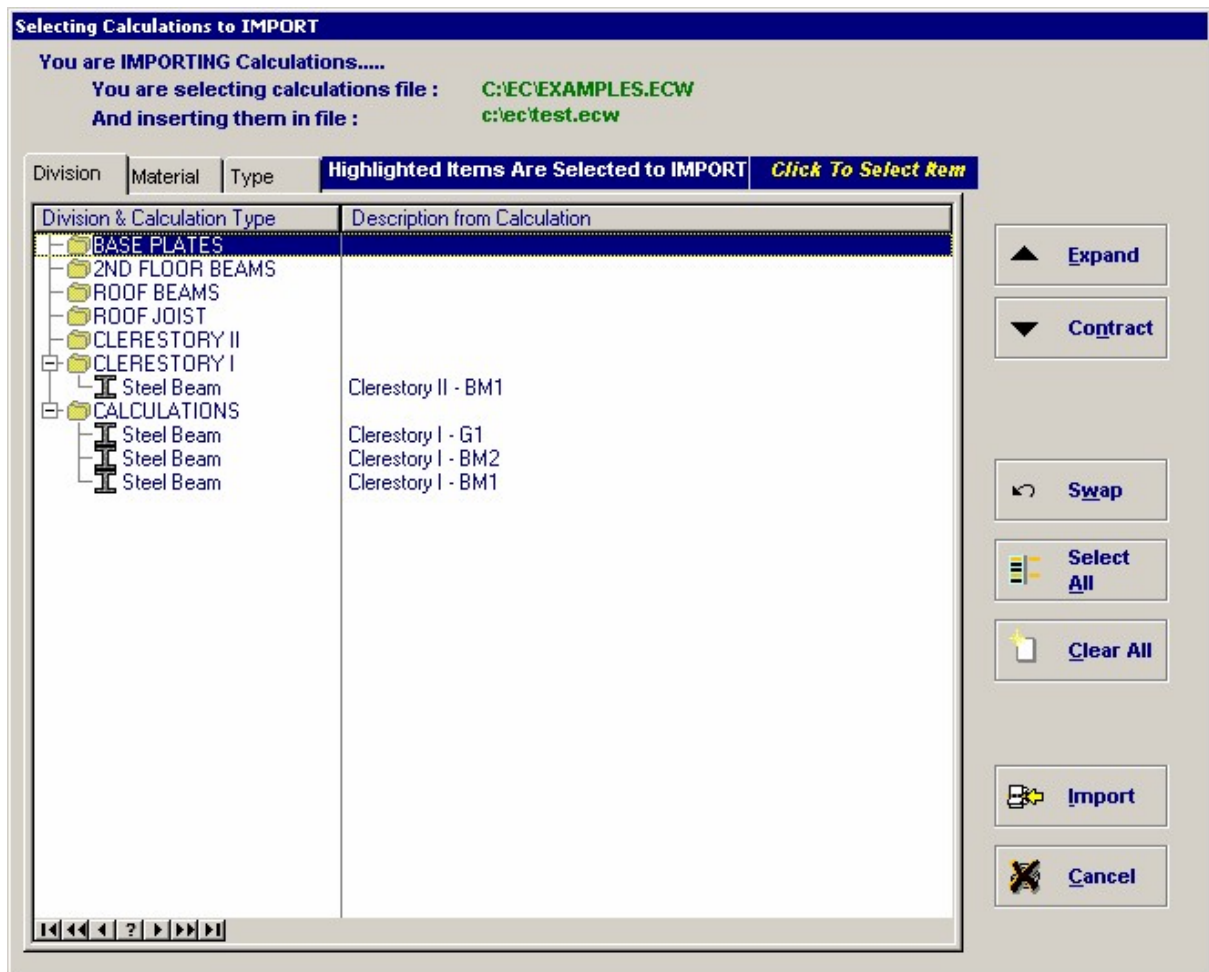 Selecting Calculations to IMPORT
You are IMPORTING Calculations.....
You are selecting calculations file : C:\EC\EXAMPLES.ECW
And inserting them in file : c:\ec\test.ecw
Division Material Type Highlighted Items Are Selected to IMPORT Click To Select Item
Division & Calculation Type Description from Calculation
BASE PLATES
2ND FLOOR BEAMS
ROOF BEAMS
ROOF JOIST
CLERESTORY II
CLERESTORY I
Steel Beam Clerestory II - BM1
CALCULATIONS
Steel Beam Clerestory I - G1
Steel Beam Clerestory I - BM2
Steel Beam Clerestory I - BM1
?
Expand
Contract
Swap
Select
All
Clear All
Import
Cancel